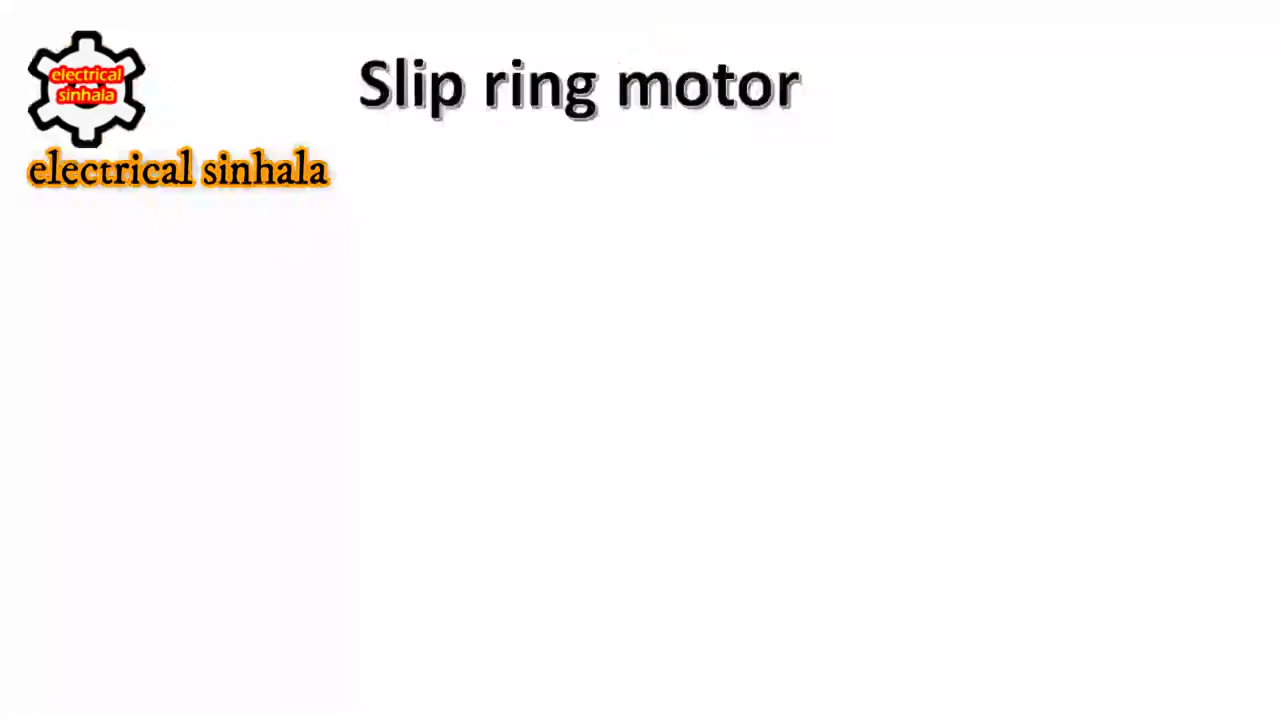 electrical
sinhala
electrical sinhala
Slip ring motor